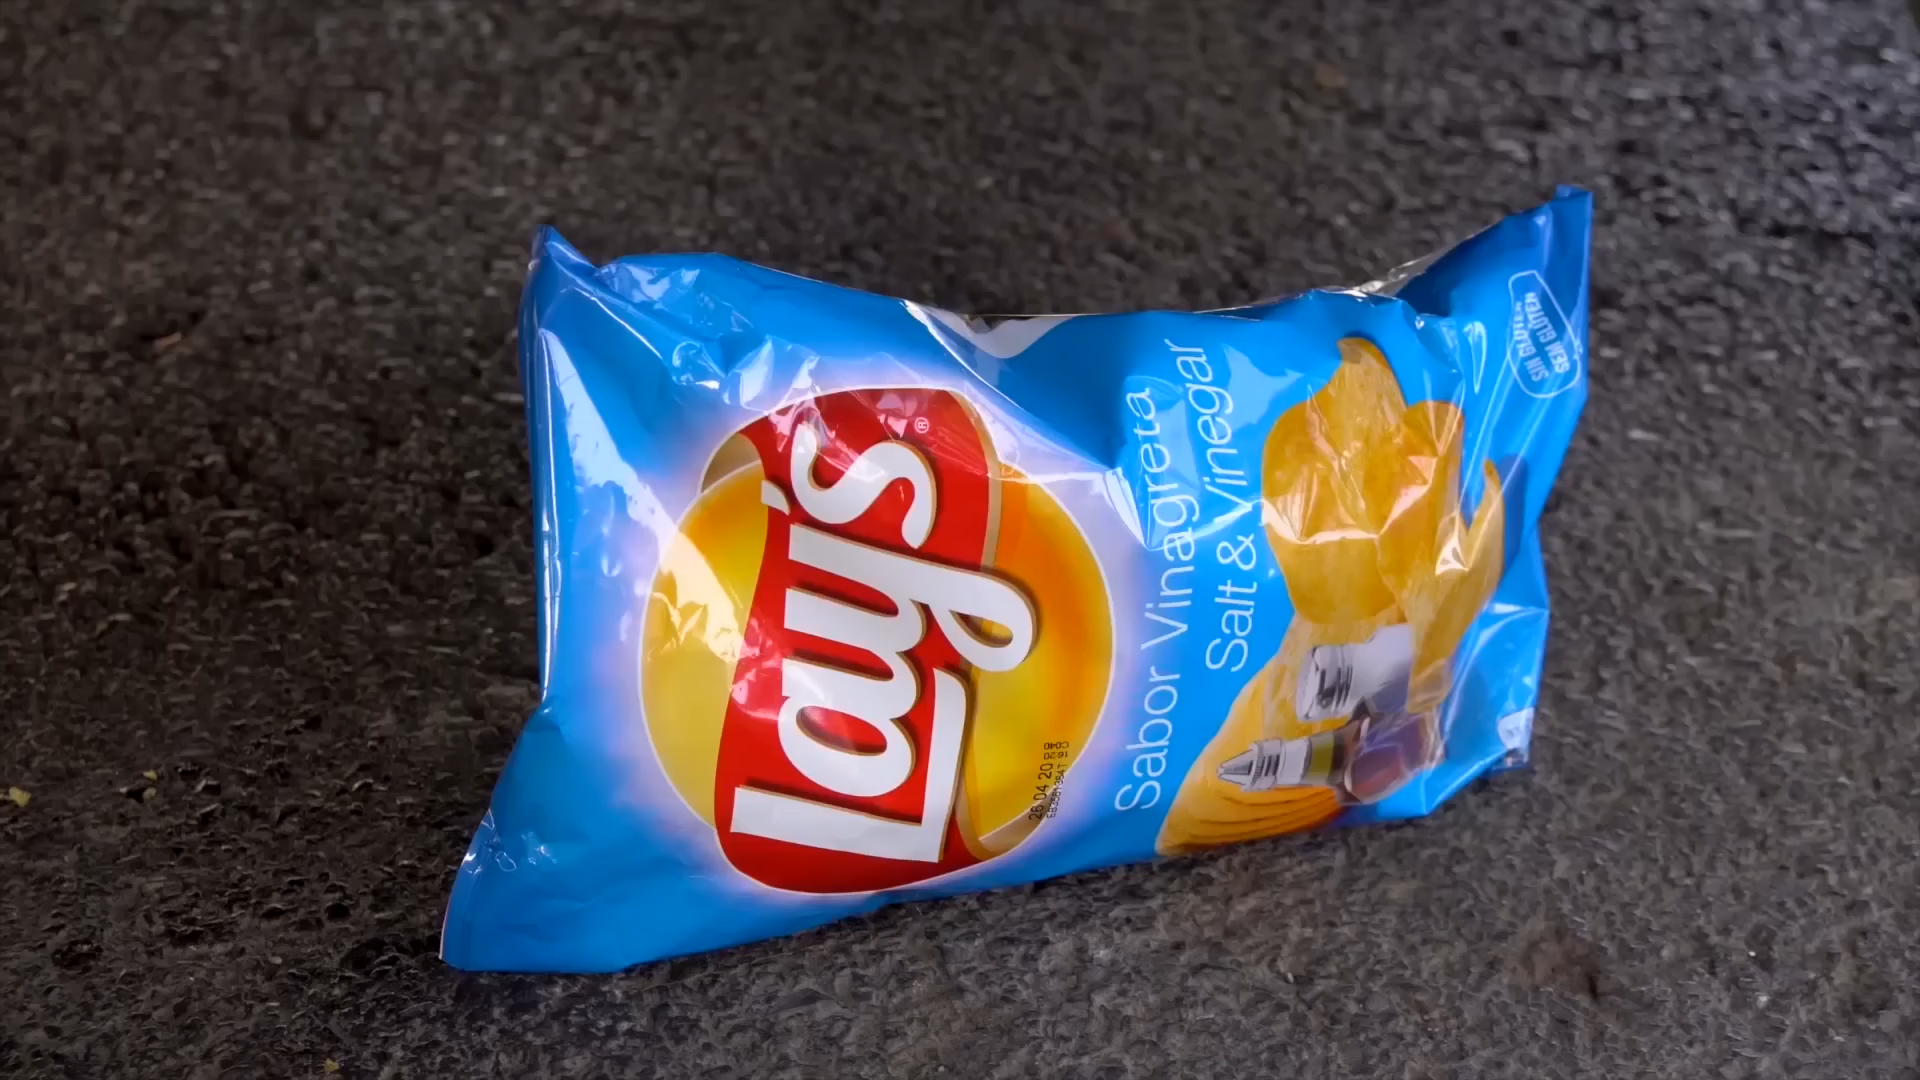 Lay's®
Sabor Vinagreta
Salt & Vinegar
SIN GLUTEN
SEM GLÚTEN
26 04 20